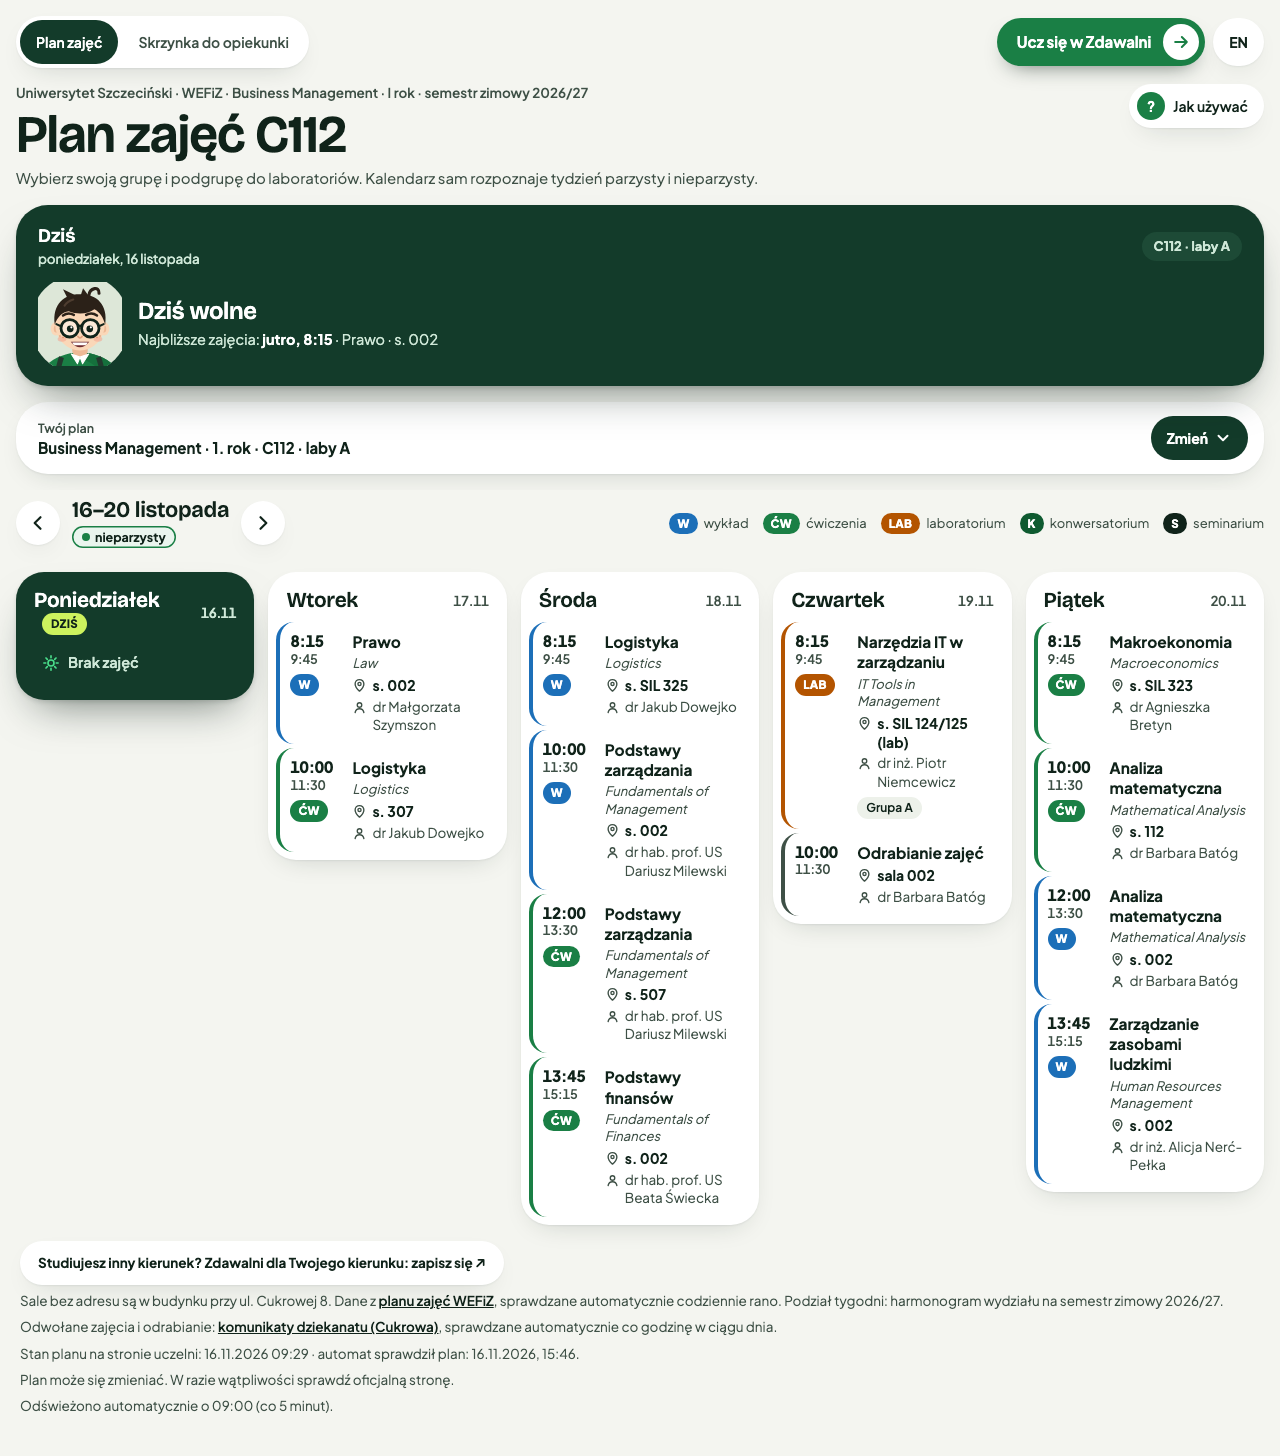 Plan zajęć
Skrzynka do opiekunki
Ucz się w Zdawalni
EN
Uniwersytet Szczeciński · WEFiZ · Business Management · I rok · semestr zimowy 2026/27
? Jak używać
Plan zajęć C112
Wybierz swoją grupę i podgrupę do laboratoriów. Kalendarz sam rozpoznaje tydzień parzysty i nieparzysty.
Dziś
poniedziałek, 16 listopada
C112 · laby A
Dziś wolne
Najbliższe zajęcia: jutro, 8:15 · Prawo · s. 002
Twój plan
Business Management · 1. rok · C112 · laby A
Zmień
16–20 listopada
nieparzysty
W wykład
ĆW ćwiczenia
LAB laboratorium
K konwersatorium
S seminarium
Poniedziałek
DZIŚ
16.11
Brak zajęć
Wtorek
17.11
8:15
9:45
W
Prawo
Law
s. 002
dr Małgorzata
Szymszon
10:00
11:30
ĆW
Logistyka
Logistics
s. 307
dr Jakub Dowejko
Środa
18.11
8:15
9:45
W
Logistyka
Logistics
s. SIL 325
dr Jakub Dowejko
10:00
11:30
W
Podstawy
zarządzania
Fundamentals of
Management
s. 002
dr hab. prof. US
Dariusz Milewski
12:00
13:30
ĆW
Podstawy
zarządzania
Fundamentals of
Management
s. 507
dr hab. prof. US
Dariusz Milewski
13:45
15:15
ĆW
Podstawy
finansów
Fundamentals of
Finances
s. 002
dr hab. prof. US
Beata Świecka
Czwartek
19.11
8:15
9:45
LAB
Narzędzia IT w
zarządzaniu
IT Tools in
Management
s. SIL 124/125
(lab)
dr inż. Piotr
Niemcewicz
Grupa A
10:00
11:30
Odrabianie zajęć
sala 002
dr Barbara Batóg
Piątek
20.11
8:15
9:45
ĆW
Makroekonomia
Macroeconomics
s. SIL 323
dr Agnieszka
Bretyn
10:00
11:30
ĆW
Analiza
matematyczna
Mathematical Analysis
s. 112
dr Barbara Batóg
12:00
13:30
W
Analiza
matematyczna
Mathematical Analysis
s. 002
dr Barbara Batóg
13:45
15:15
W
Zarządzanie
zasobami
ludzkimi
Human Resources
Management
s. 002
dr inż. Alicja Nerć-
Pełka
Studiujesz inny kierunek? Zdawalni dla Twojego kierunku: zapisz się ↗
Sale bez adresu są w budynku przy ul. Cukrowej 8. Dane z planu zajęć WEFiZ, sprawdzane automatycznie codziennie rano. Podział tygodni: harmonogram wydziału na semestr zimowy 2026/27.
Odwołane zajęcia i odrabianie: komunikaty dziekanatu (Cukrowa), sprawdzane automatycznie co godzinę w ciągu dnia.
Stan planu na stronie uczelni: 16.11.2026 09:29 · automat sprawdził plan: 16.11.2026, 15:46.
Plan może się zmieniać. W razie wątpliwości sprawdź oficjalną stronę.
Odświeżono automatycznie o 09:00 (co 5 minut).